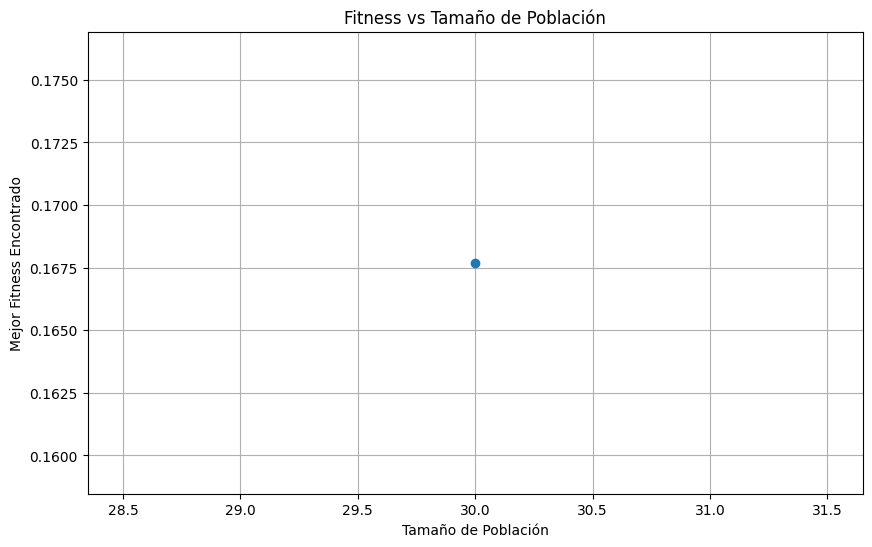 Fitness vs Tamaño de Población
Mejor Fitness Encontrado
0.1750
0.1725
0.1700
0.1675
0.1650
0.1625
0.1600
28.5 29.0 29.5 30.0 30.5 31.0 31.5
Tamaño de Población